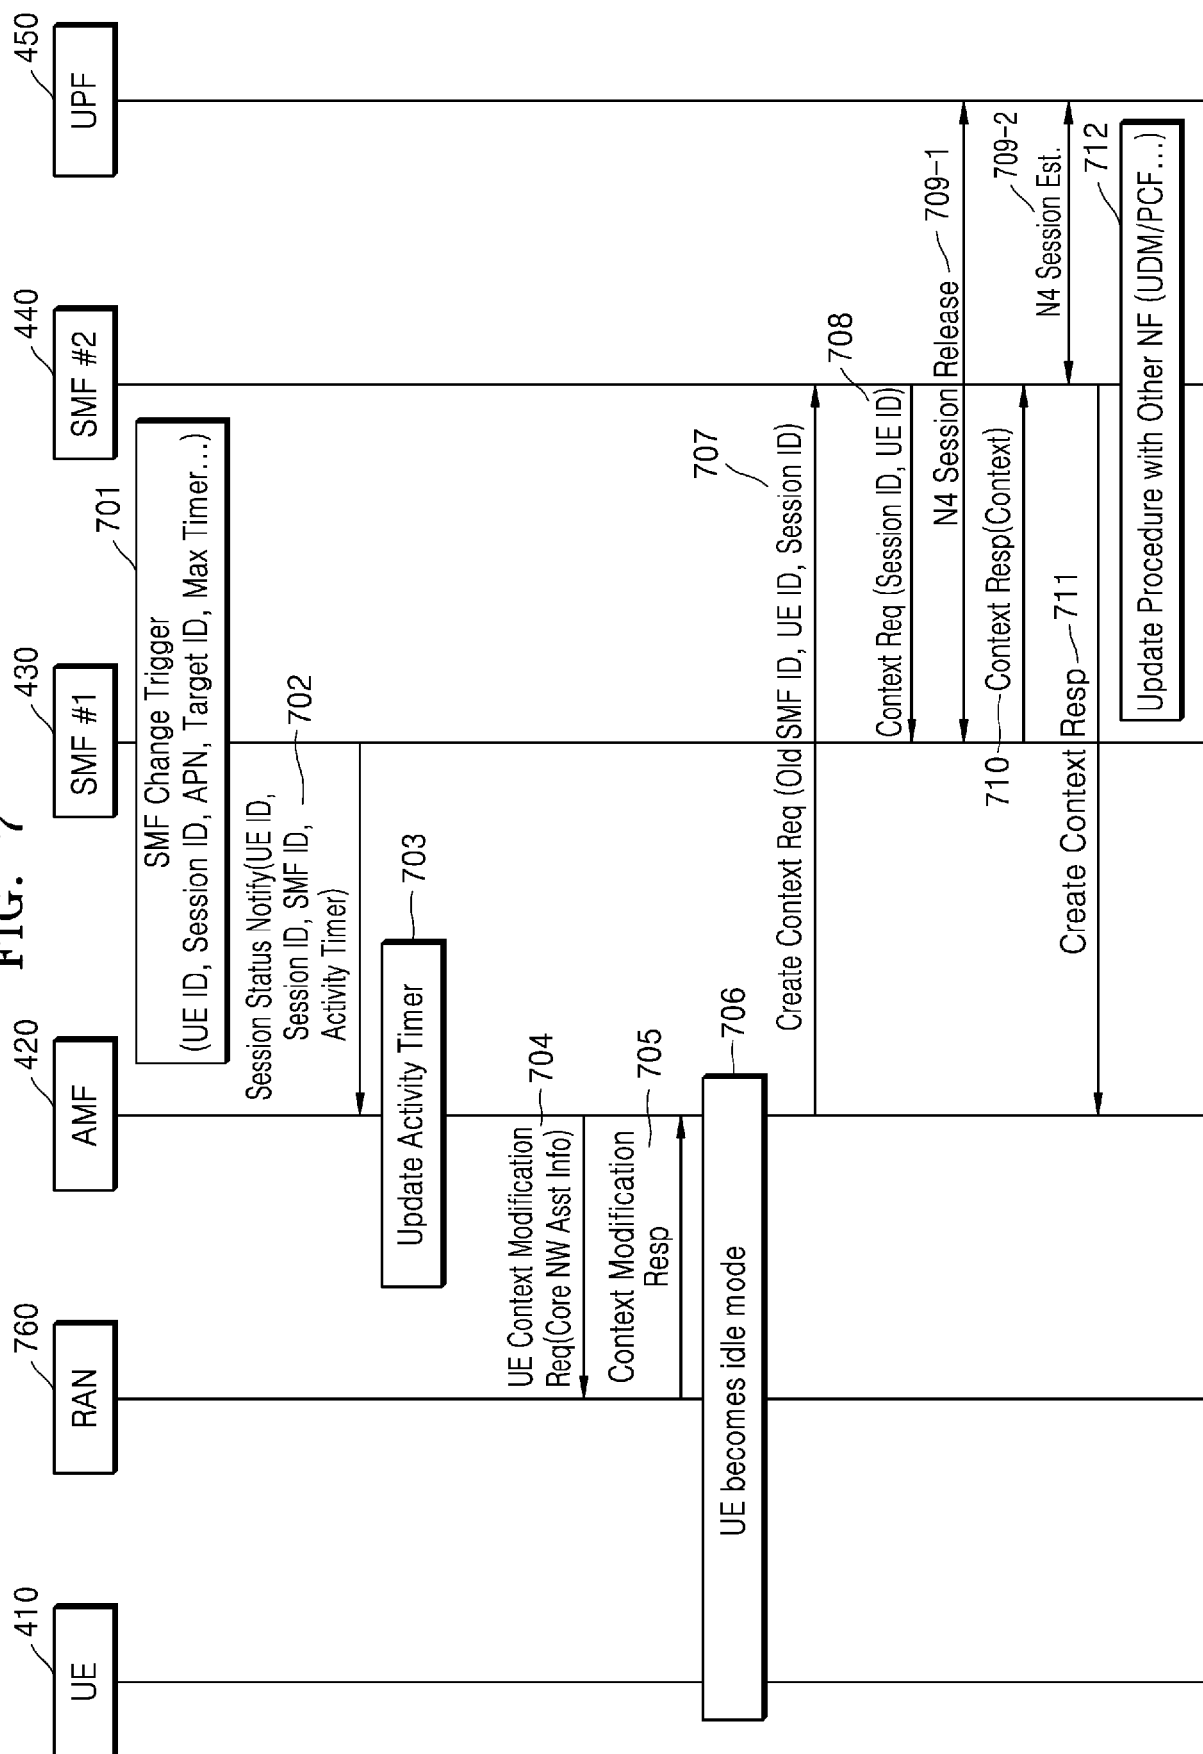 FIG. 7
410
UE
760
RAN
420
AMF
430
SMF #1
440
SMF #2
450
UPF
701
SMF Change Trigger
(UE ID, Session ID, APN, Target ID, Max Timer...)
Session Status Notify(UE ID,
Session ID, SMF ID,
Activity Timer)
702
Update Activity Timer
703
UE Context Modification
Req(Core NW Asst Info)
704
Context Modification
Resp
705
UE becomes idle mode
706
Create Context Req (Old SMF ID, UE ID, Session ID)
707
Context Req (Session ID, UE ID)
708
N4 Session Release
709-1
710
Context Resp(Context)
709-2
N4 Session Est.
Create Context Resp
711
712
Update Procedure with Other NF (UDM/PCF...)